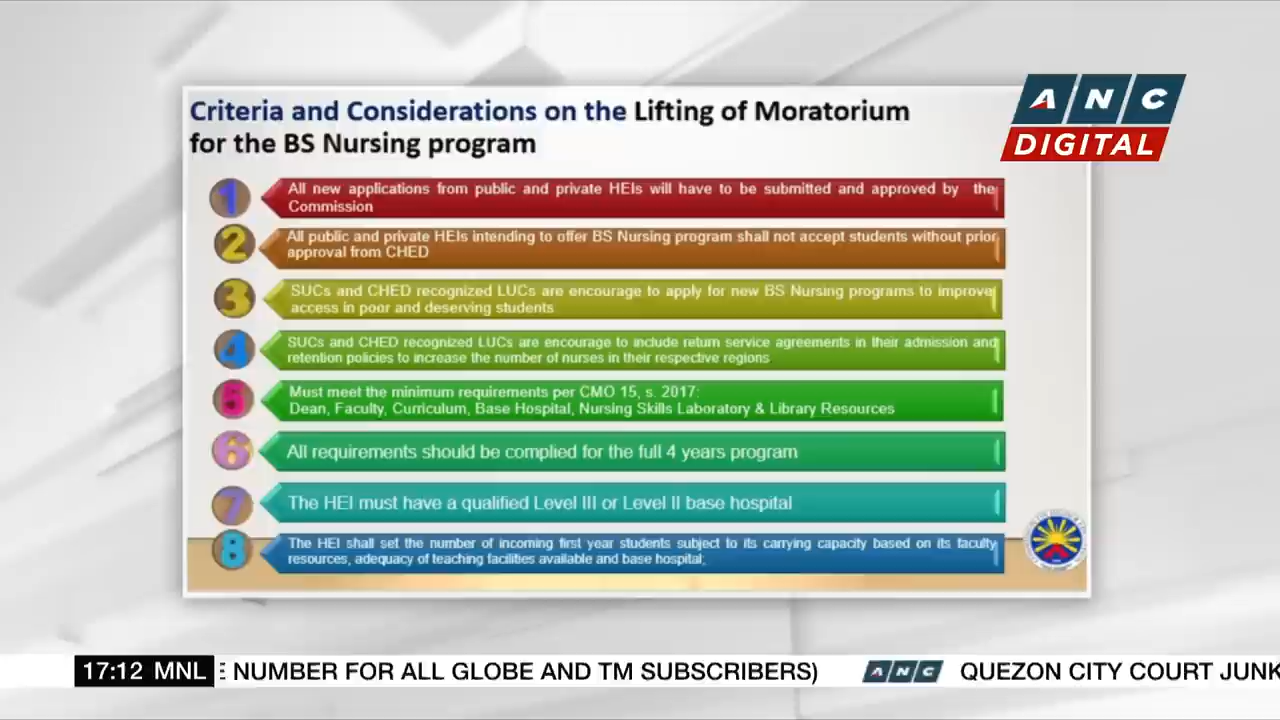 ANC
DIGITAL
Criteria and Considerations on the Lifting of Moratorium
for the BS Nursing program
1
All new applications from public and private HEIs will have to be submitted and approved by the
Commission
2
All public and private HEIs intending to offer BS Nursing program shall not accept students without prior
approval from CHED
3
SUCs and CHED recognized LUCs are encourage to apply for new BS Nursing programs to improve
access in poor and deserving students
4
SUCs and CHED recognized LUCs are encourage to include return service agreements in their admission and
retention policies to increase the number of nurses in their respective regions
5
Must meet the minimum requirements per CMO 15, s. 2017:
Dean, Faculty, Curriculum, Base Hospital, Nursing Skills Laboratory & Library Resources
6
All requirements should be complied for the full 4 years program
7
The HEI must have a qualified Level III or Level II base hospital
8
The HEI shall set the number of incoming first year students subject to its carrying capacity based on its faculty
resources, adequacy of teaching facilities available and base hospital;
17:12 MNL NUMBER FOR ALL GLOBE AND TM SUBSCRIBERS) ANC QUEZON CITY COURT JUNK